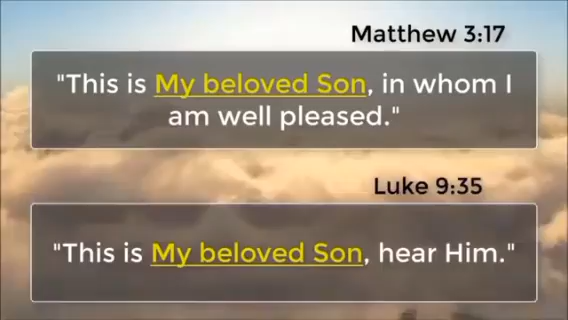 Matthew 3:17
"This is My beloved Son, in whom I
am well pleased."
Luke 9:35
"This is My beloved Son, hear Him."